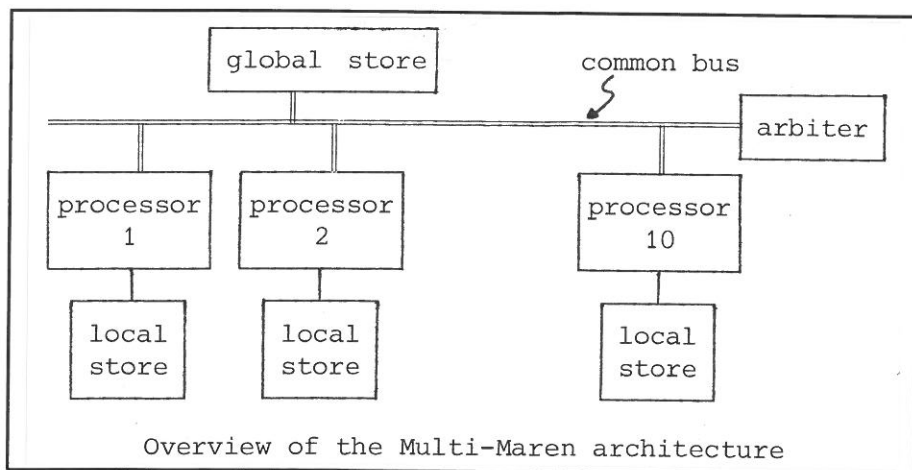 global store
common bus
arbiter
processor
1
processor
2
processor
10
local
store
local
store
local
store
Overview of the Multi-Maren architecture